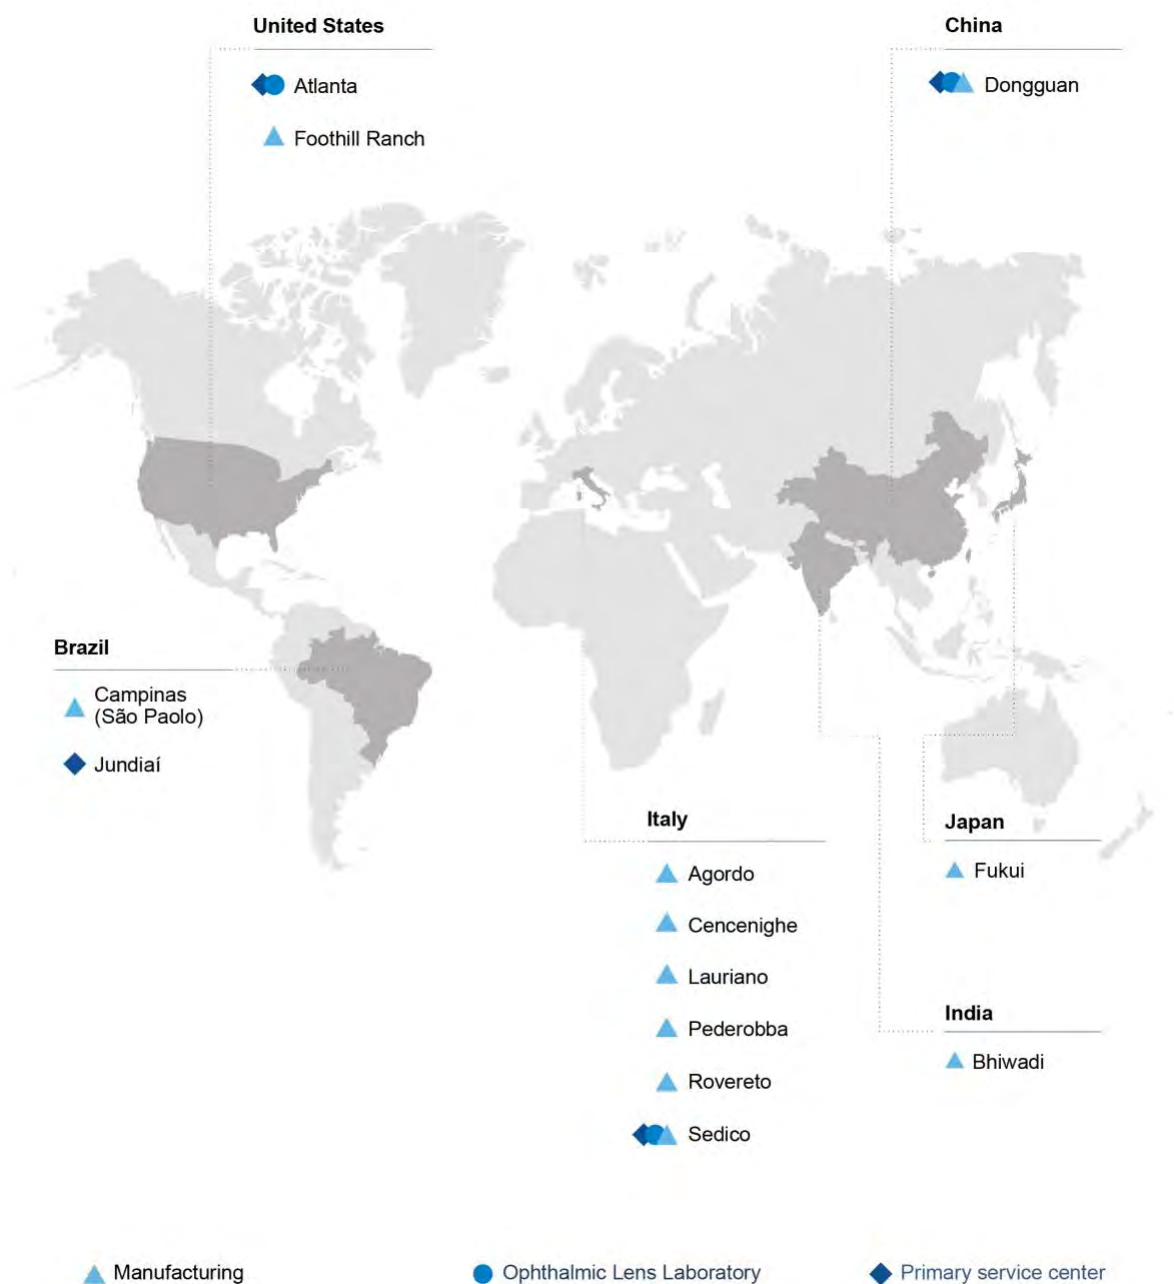 United States
Atlanta
Foothill Ranch
China
Dongguan
Brazil
Campinas
(São Paolo)
Jundiaí
Italy
Agordo
Cencenighe
Lauriano
Pederobba
Rovereto
Sedico
Japan
Fukui
India
Bhiwadi
Manufacturing
Ophthalmic Lens Laboratory
Primary service center